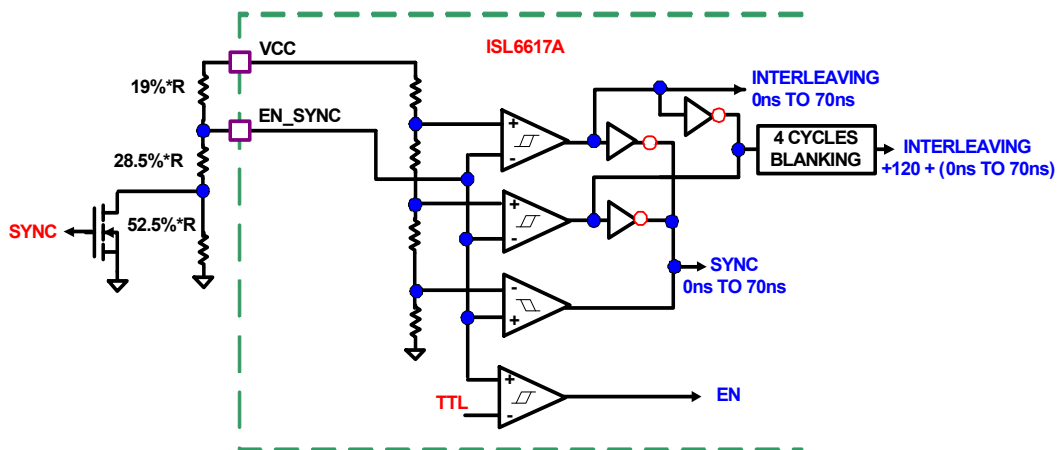 VCC
ISL6617A
19%*R
INTERLEAVING
0ns TO 70ns
EN_SYNC
+
-
4 CYCLES
BLANKING
INTERLEAVING
+120 + (0ns TO 70ns)
28.5%*R
+
-
SYNC
52.5%*R
SYNC
0ns TO 70ns
-
+
+
-
TTL
EN